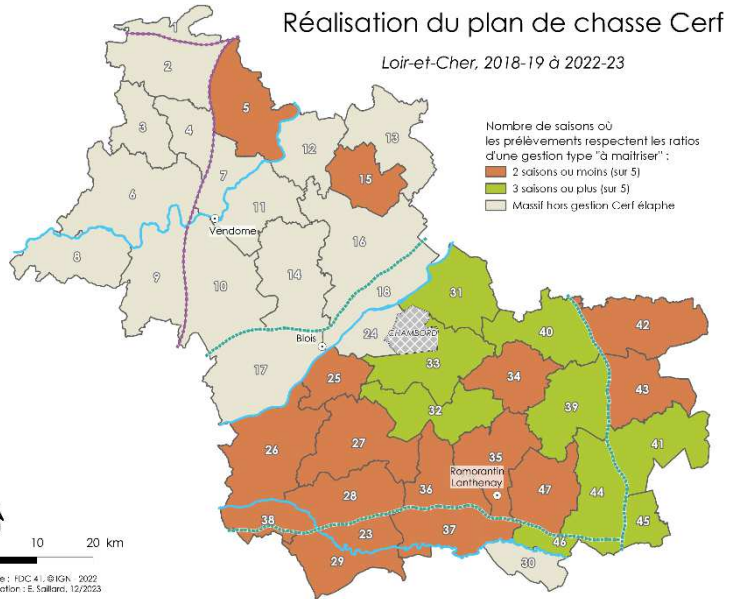 Réalisation du plan de chasse Cerf
Loir-et-Cher, 2018-19 à 2022-23
Nombre de saisons où
les prélèvements respectent les ratios
d'une gestion type "à maitriser" :
2 saisons ou moins (sur 5)
3 saisons ou plus (sur 5)
Massif hors gestion Cerf élaphe
1
2
5
3
4
12
13
15
7
6
11
Vendome
8
9
10
14
16
18
31
24
CHAMBORD
Blois
17
33
40
42
25
34
43
32
39
26
27
41
35
Romorantin
Lanthenay
28
36
47
44
45
38
23
37
46
29
30
10
20 km
: FDC 41, © IGN - 2022
: E. Saillard, 12/2023